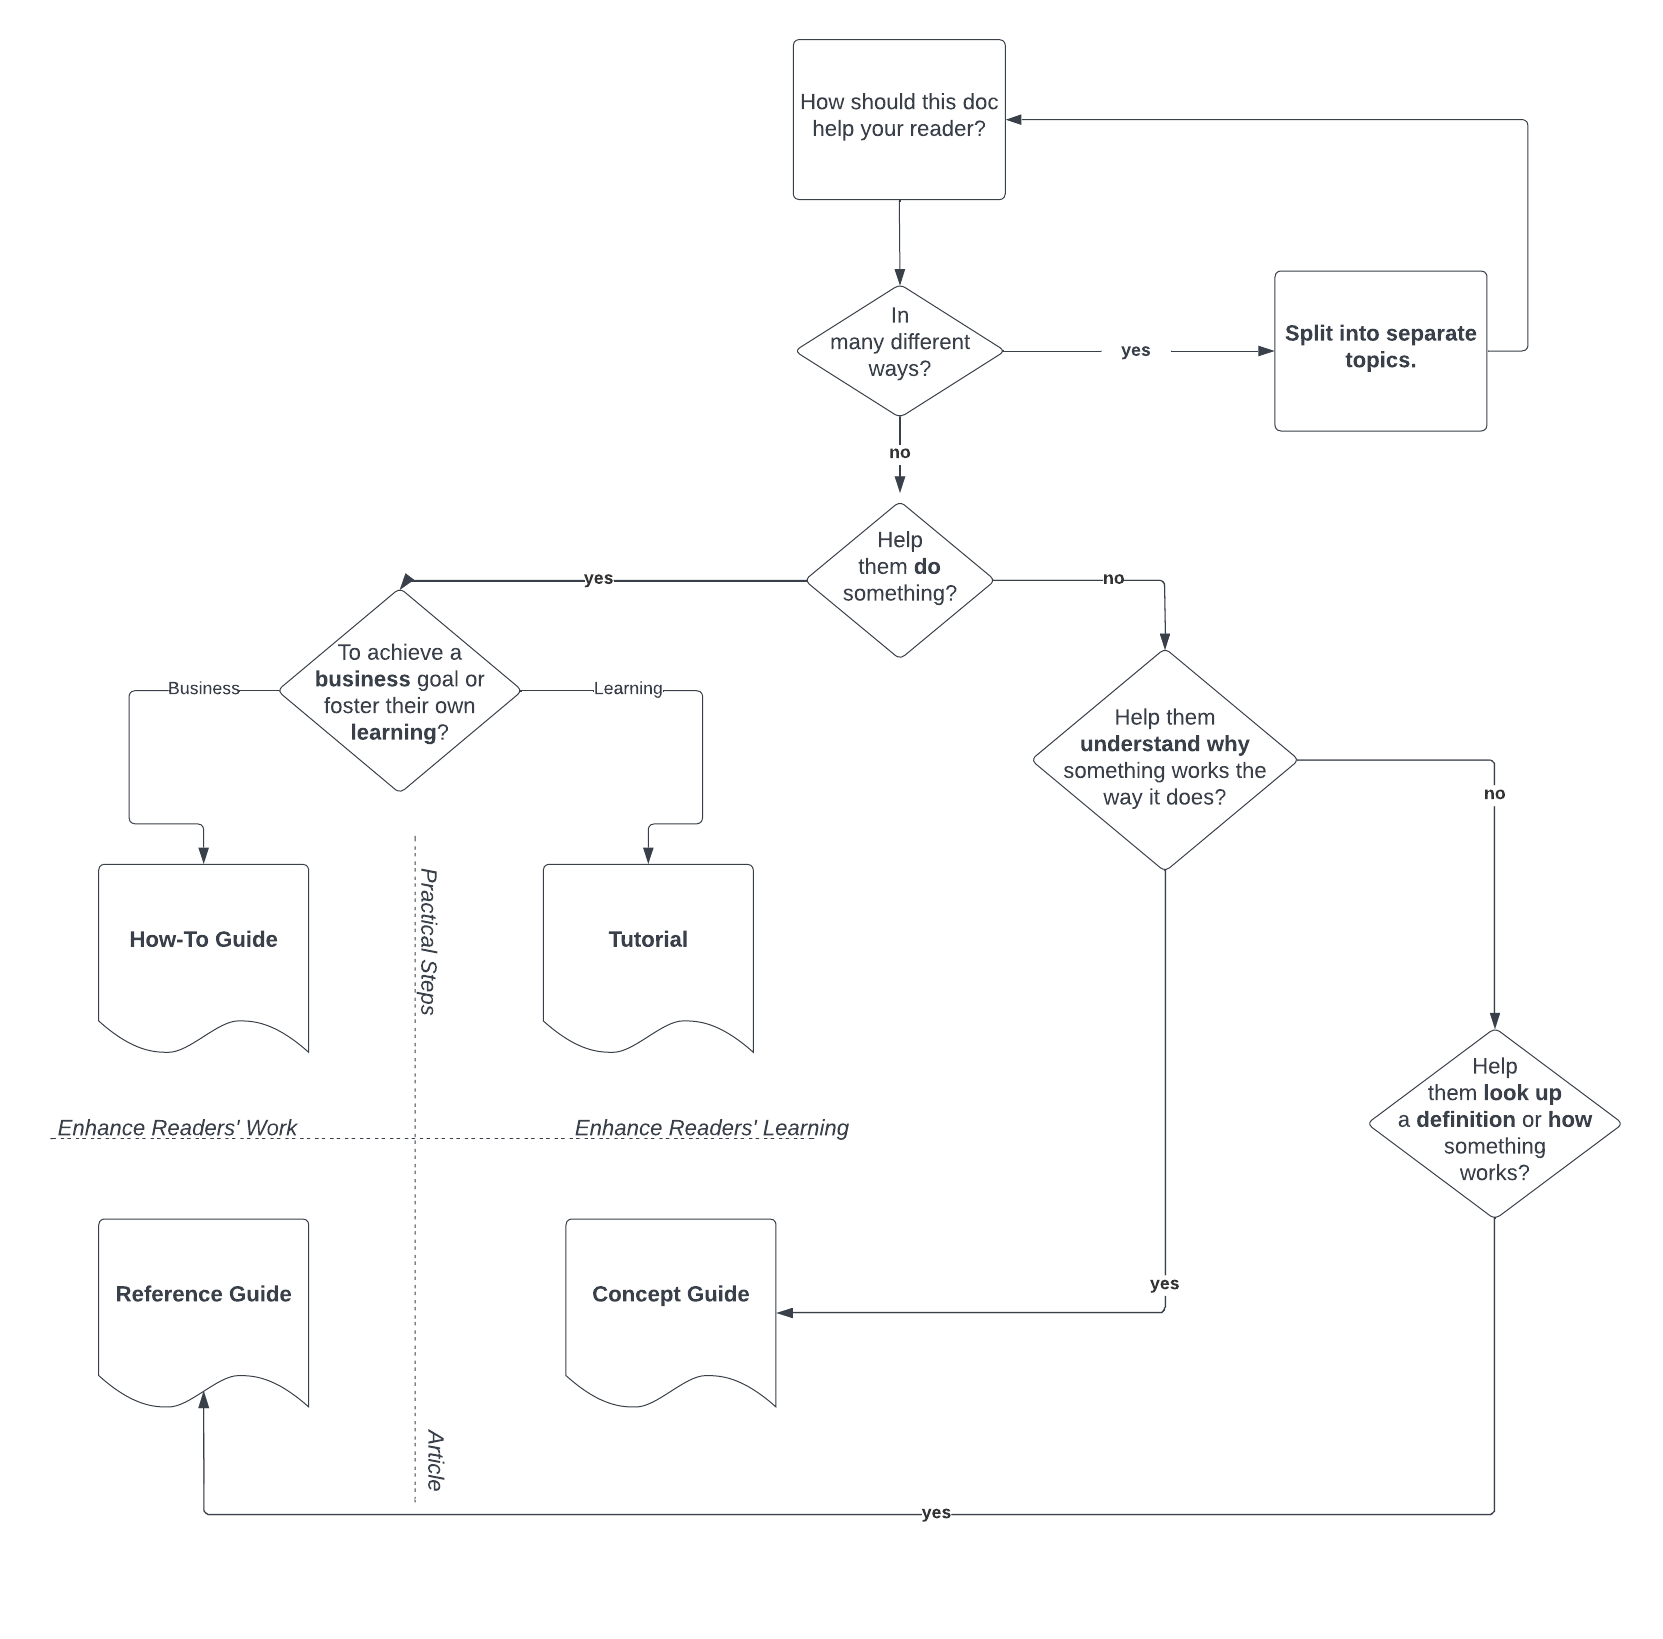 How should this doc
help your reader?
In
many different
ways?
yes
Split into separate
topics.
no
Help
them do
something?
yes
no
To achieve a
business goal or
foster their own
learning?
Business
Learning
Help them
understand why
something works the
way it does?
no
How-To Guide
Practical Steps
Tutorial
Help
them look up
a definition or how
something
works?
Enhance Readers' Work
Enhance Readers' Learning
Reference Guide
Concept Guide
yes
Article
yes